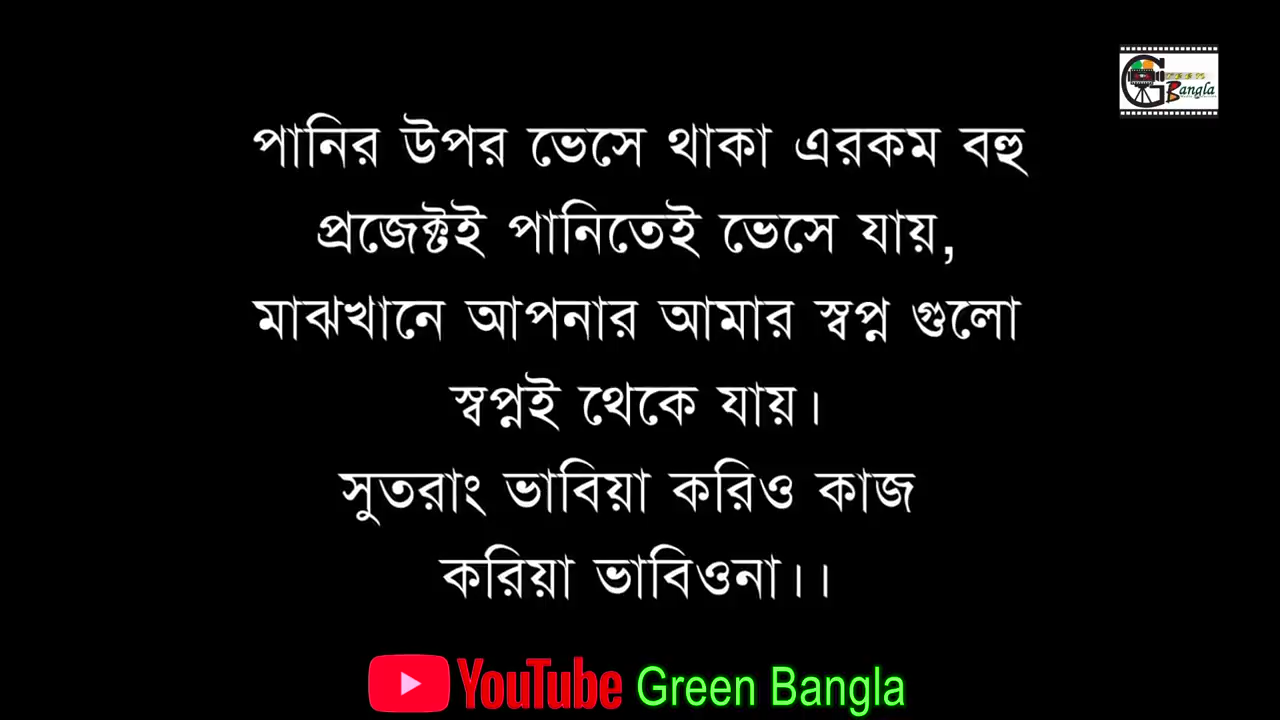 Bangla
পানির উপর ভেসে থাকা এরকম বহু
প্রজেক্টই পানিতেই ভেসে যায়,
মাঝখানে আপনার আমার স্বপ্ন গুলো
স্বপ্নই থেকে যায়।
সুতরাং ভাবিয়া করিও কাজ
করিয়া ভাবিওনা।।
YouTube Green Bangla